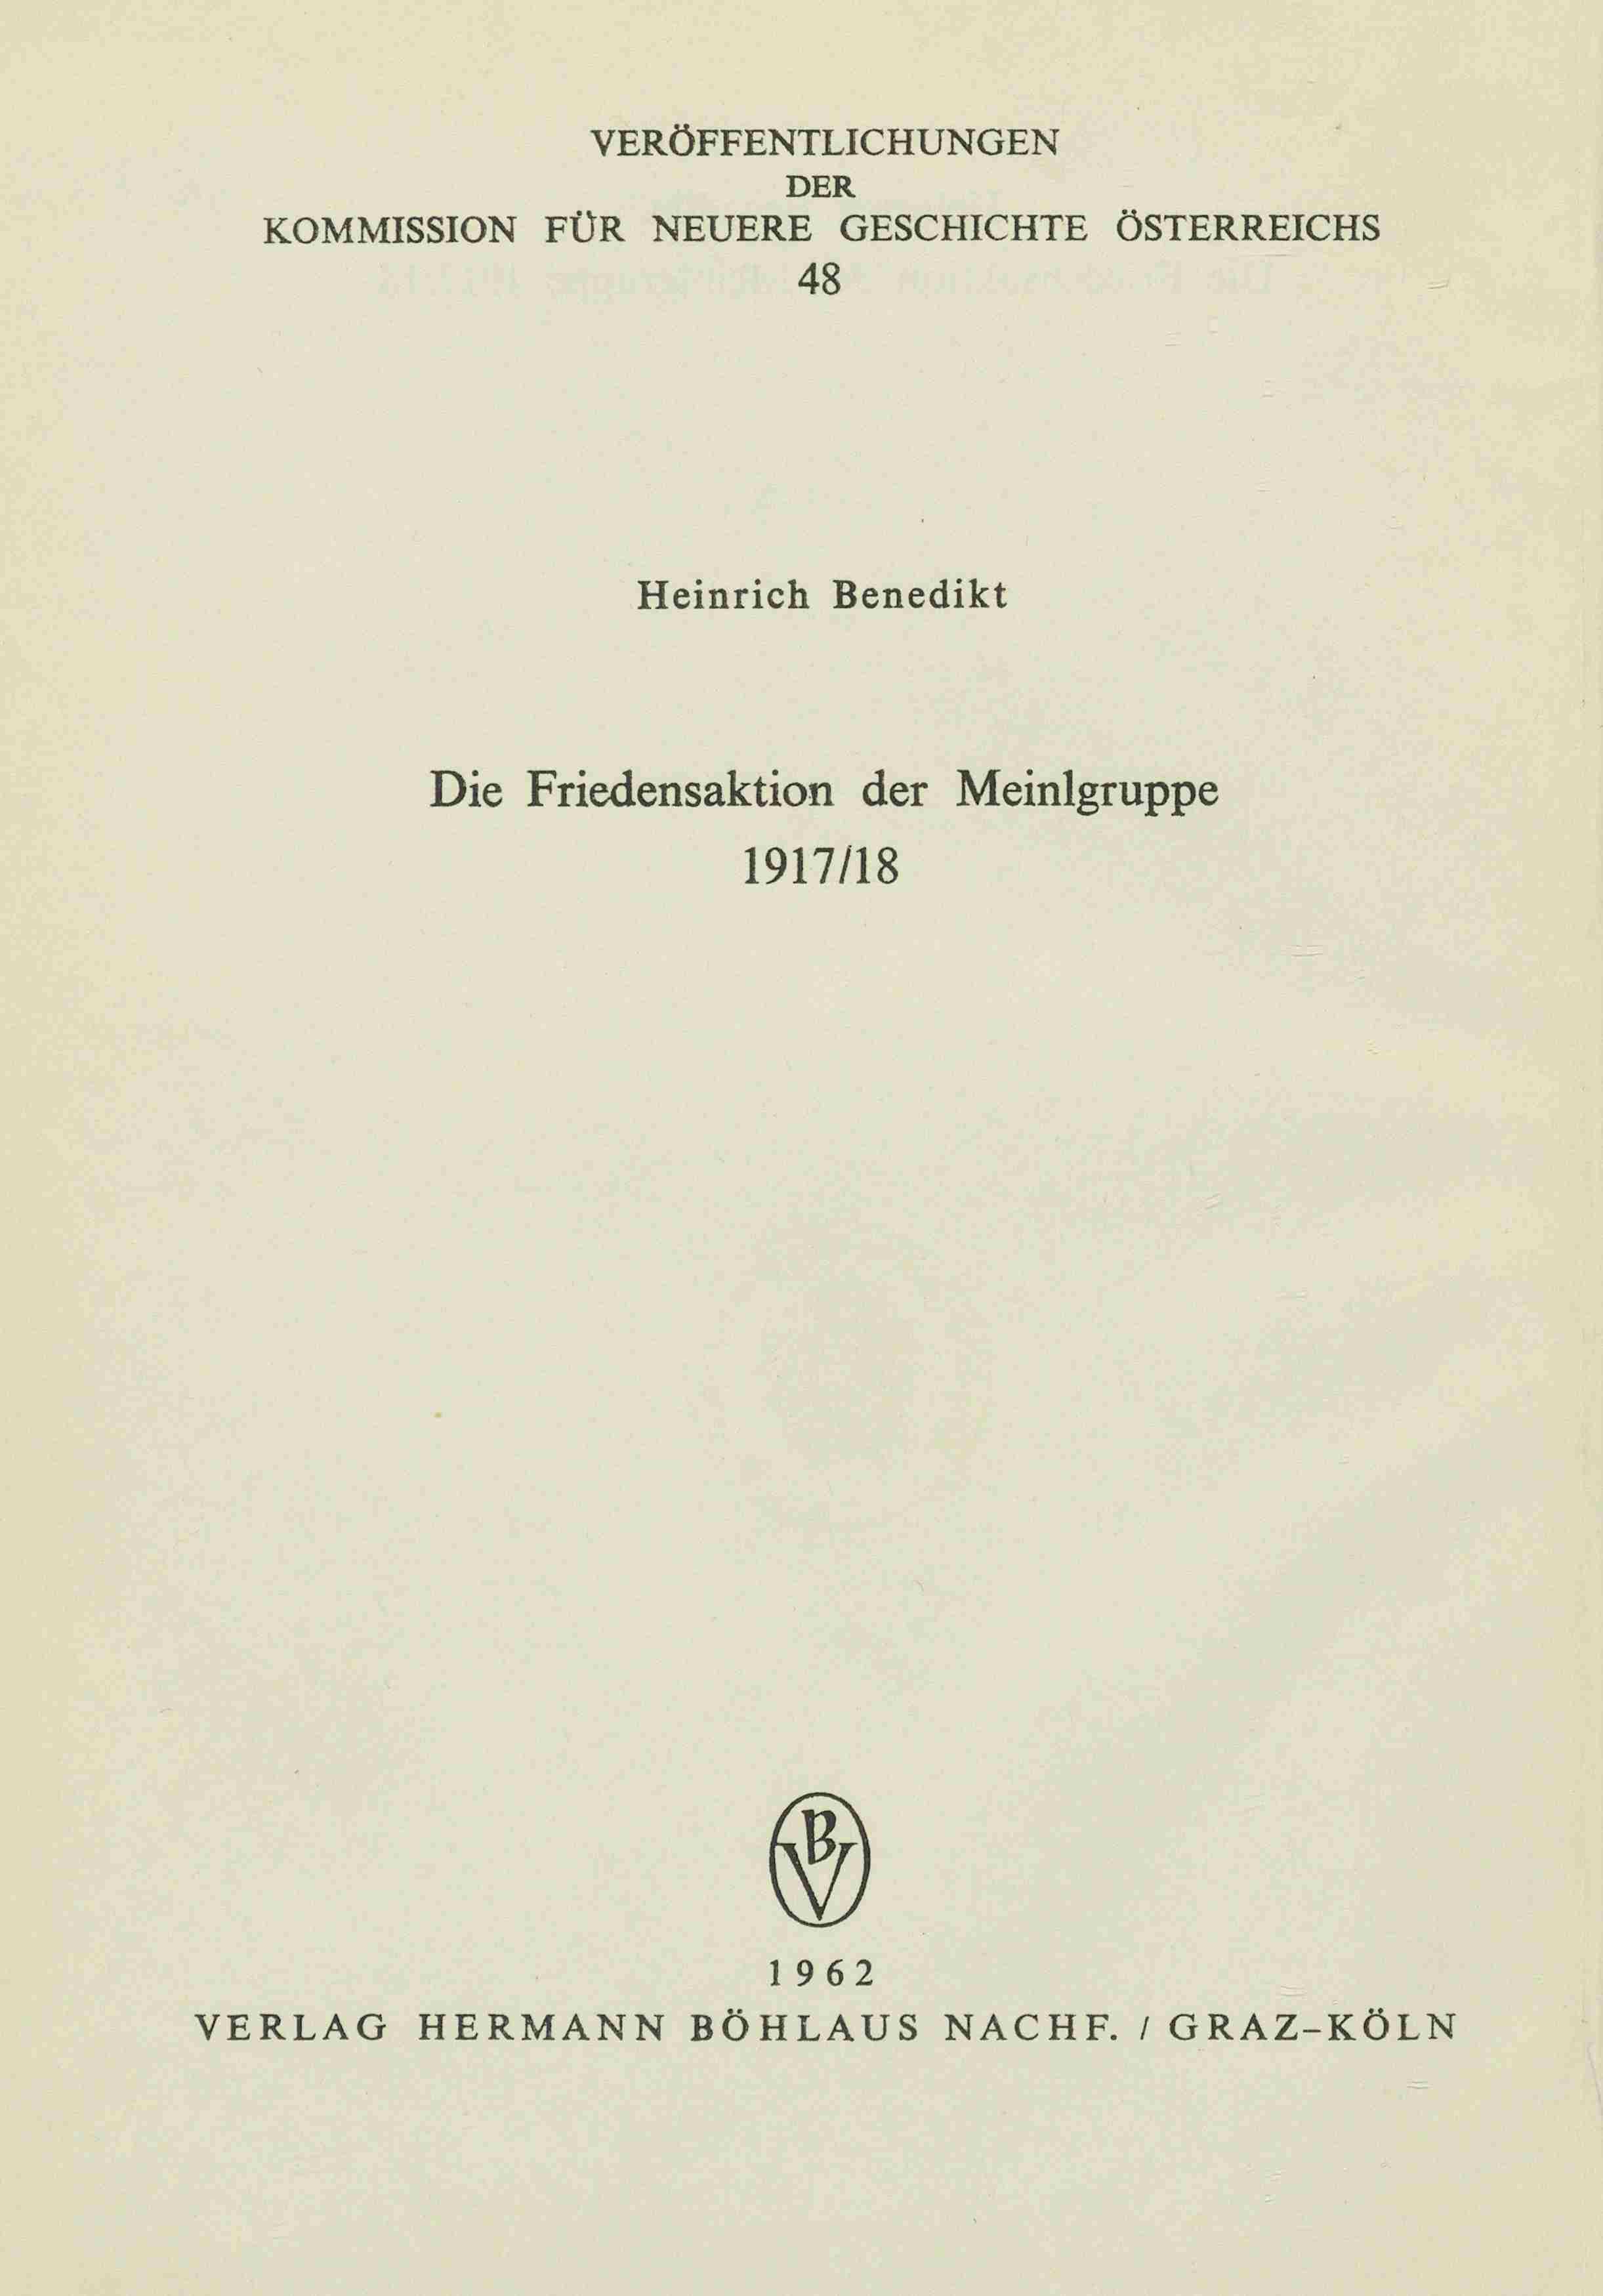 VERÖFFENTLICHUNGEN
DER
KOMMISSION FÜR NEUERE GESCHICHTE ÖSTERREICHS
48
Heinrich Benedikt
Die Friedensaktion der Meinlgruppe
1917/18
BV
1962
VERLAG HERMANN BÖHLAUS NACHF. / GRAZ-KÖLN